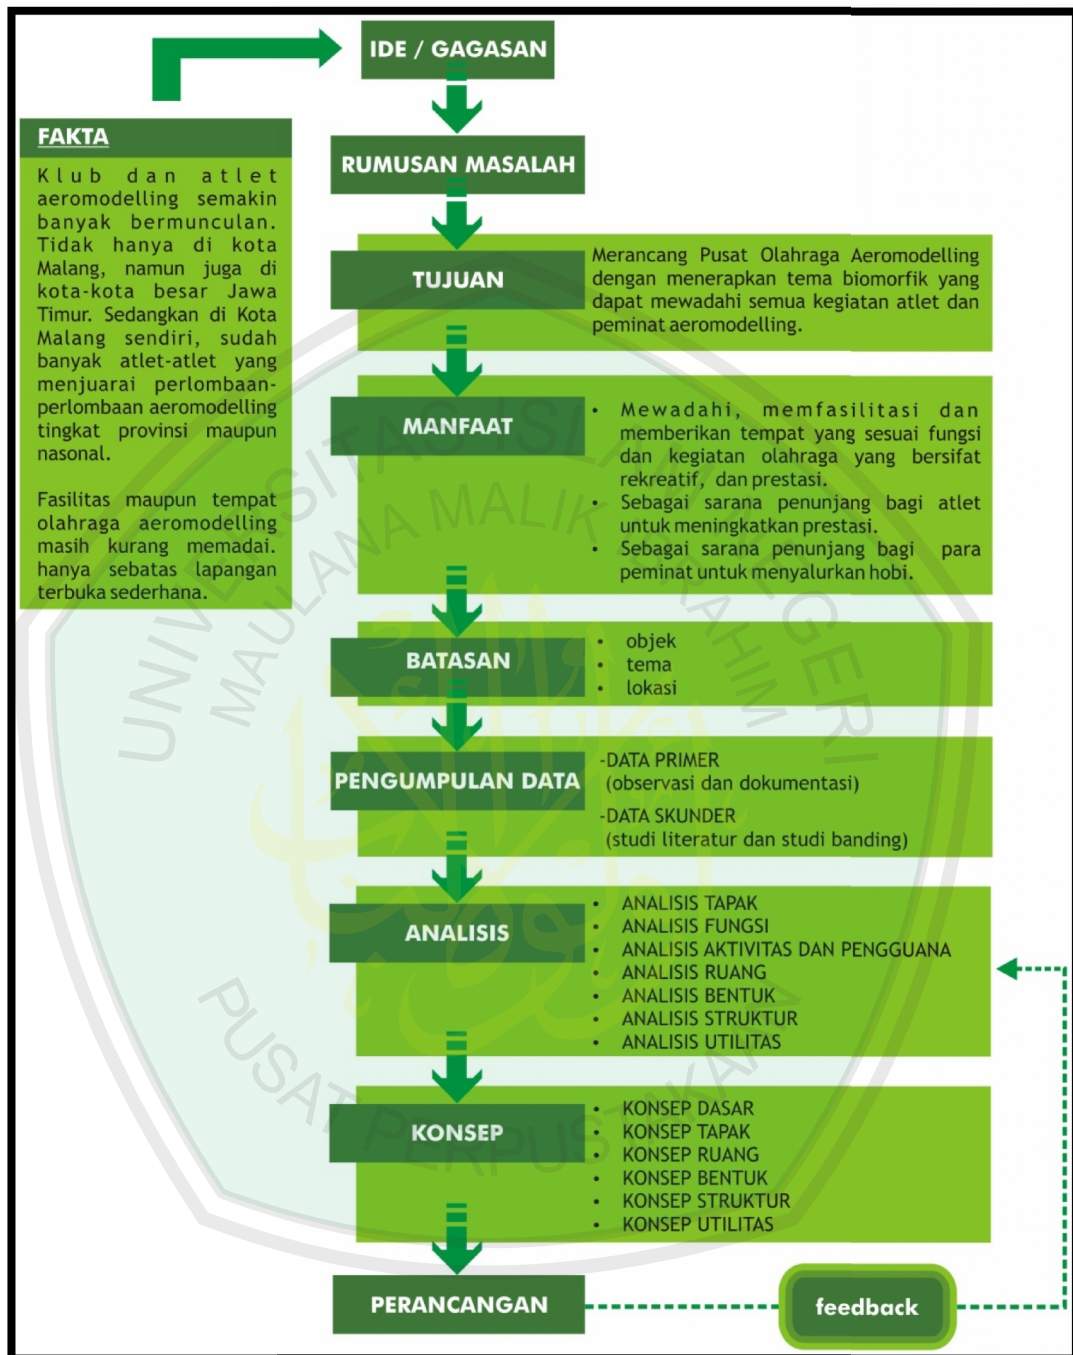 IDE / GAGASAN
FAKTA
Klub dan atlet
aeromodelling semakin
banyak bermunculan.
Tidak hanya di kota
Malang, namun juga di
kota-kota besar Jawa
Timur. Sedangkan di Kota
Malang sendiri, sudah
banyak atlet-atlet yang
menjuarai perlombaan-
perlombaan aeromodelling
tingkat provinsi maupun
nasonal.
Fasilitas maupun tempat
olahraga aeromodelling
masih kurang memadai.
hanya sebatas lapangan
terbuka sederhana.
RUMUSAN MASALAH
TUJUAN
Merancang Pusat Olahraga Aeromodelling
dengan menerapkan tema biomorfik yang
dapat mewadahi semua kegiatan atlet dan
peminat aeromodelling.
MANFAAT
• Mewadahi, memfasilitasi dan
memberikan tempat yang sesuai fungsi
dan kegiatan olahraga yang bersifat
rekreatif, dan prestasi.
• Sebagai sarana penunjang bagi atlet
untuk meningkatkan prestasi.
• Sebagai sarana penunjang bagi para
peminat untuk menyalurkan hobi.
BATASAN
• objek
• tema
• lokasi
PENGUMPULAN DATA
-DATA PRIMER
(observasi dan dokumentasi)
-DATA SKUNDER
(studi literatur dan studi banding)
ANALISIS
• ANALISIS TAPAK
• ANALISIS FUNGSI
• ANALISIS AKTIVITAS DAN PENGGUANA
• ANALISIS RUANG
• ANALISIS BENTUK
• ANALISIS STRUKTUR
• ANALISIS UTILITAS
KONSEP
• KONSEP DASAR
• KONSEP TAPAK
• KONSEP RUANG
• KONSEP BENTUK
• KONSEP STRUKTUR
• KONSEP UTILITAS
PERANCANGAN
feedback
UNIVERSITAS ISLAM NEGERI
MAULANA MALIK IBRAHIM
PUSAT PERPUSTAKAAN